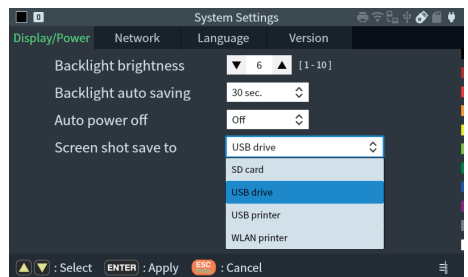 0 System Settings
Display/Power Network Language Version
Backlight brightness ▼ 6 ▲ [1-10]
Backlight auto saving 30 sec.
Auto power off Off
Screen shot save to USB drive
SD card
USB drive
USB printer
WLAN printer
▲ ▼ : Select ENTER : Apply ESC : Cancel